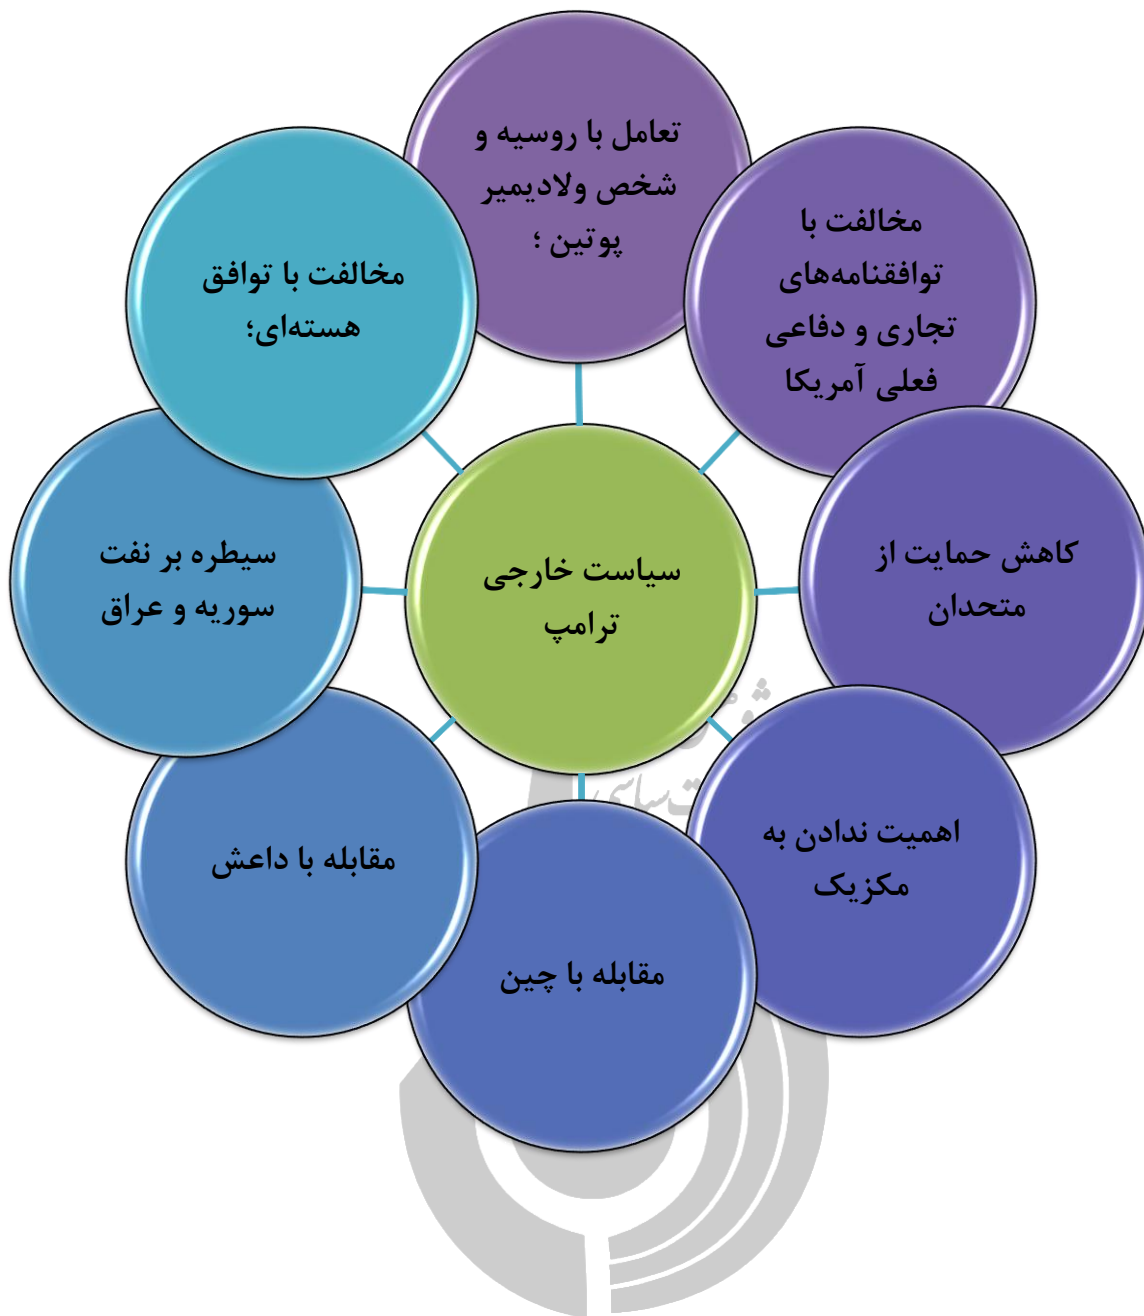 تعامل با روسیه و
شخص ولادیمیر
پوتین ؛
مخالفت با
توافقنامه‌های
تجاری و دفاعی
فعلی آمریکا
کاهش حمایت از
متحدان
اهمیت ندادن به
مکزیک
مقابله با چین
مقابله با داعش
سیطره بر نفت
سوریه و عراق
مخالفت با توافق
هسته‌ای؛
سیاست خارجی
ترامپ